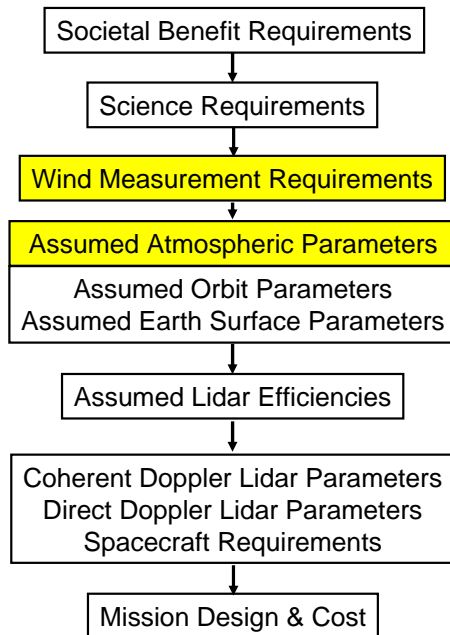 Societal Benefit Requirements
Science Requirements
Wind Measurement Requirements
Assumed Atmospheric Parameters
Assumed Orbit Parameters
Assumed Earth Surface Parameters
Assumed Lidar Efficiencies
Coherent Doppler Lidar Parameters
Direct Doppler Lidar Parameters
Spacecraft Requirements
Mission Design & Cost